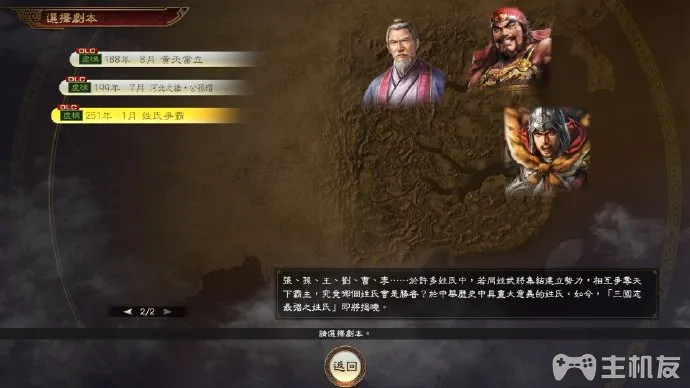 選擇劇本
DLC
虛構 188年 8月 黃天當立
DLC
虛構 199年 7月 河北之雄·公孫瓚
DLC
虛構 251年 1月 姓氏爭霸
張、孫、王、劉、曹、李……於許多姓氏中，若同姓武將集結建立勢力，相互爭奪天
下霸主，究竟哪個姓氏會是勝者？於中華歷史中具重大意義的姓氏。如今，「三國志
最強之姓氏」即將揭曉。
2/2
請選擇劇本。
返回
主机友